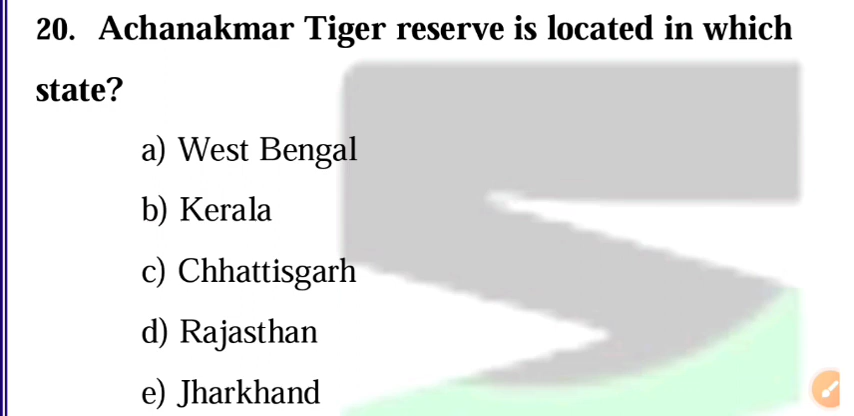 20. Achanakmar Tiger reserve is located in which
state?
a) West Bengal
b) Kerala
c) Chhattisgarh
d) Rajasthan
e) Jharkhand